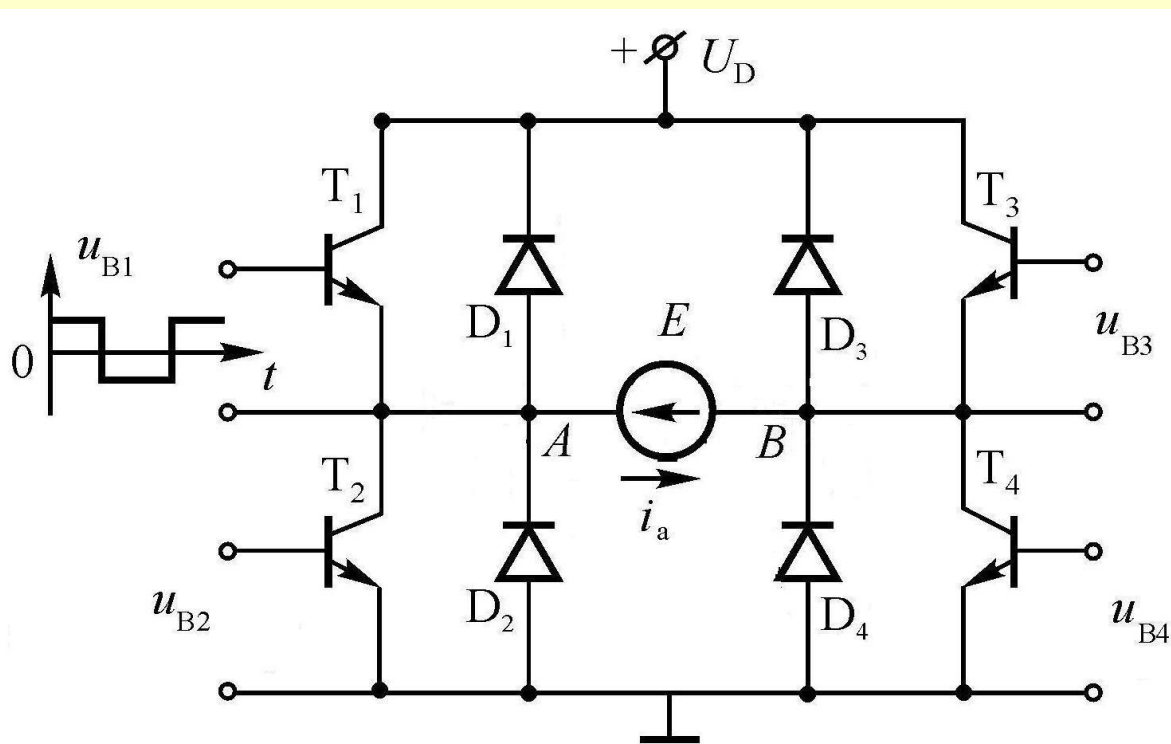 + U_D
T_1
T_3
u_B1
D_1
E
D_3
u_B3
0
t
A
B
T_2
i_a
T_4
u_B2
D_2
D_4
u_B4